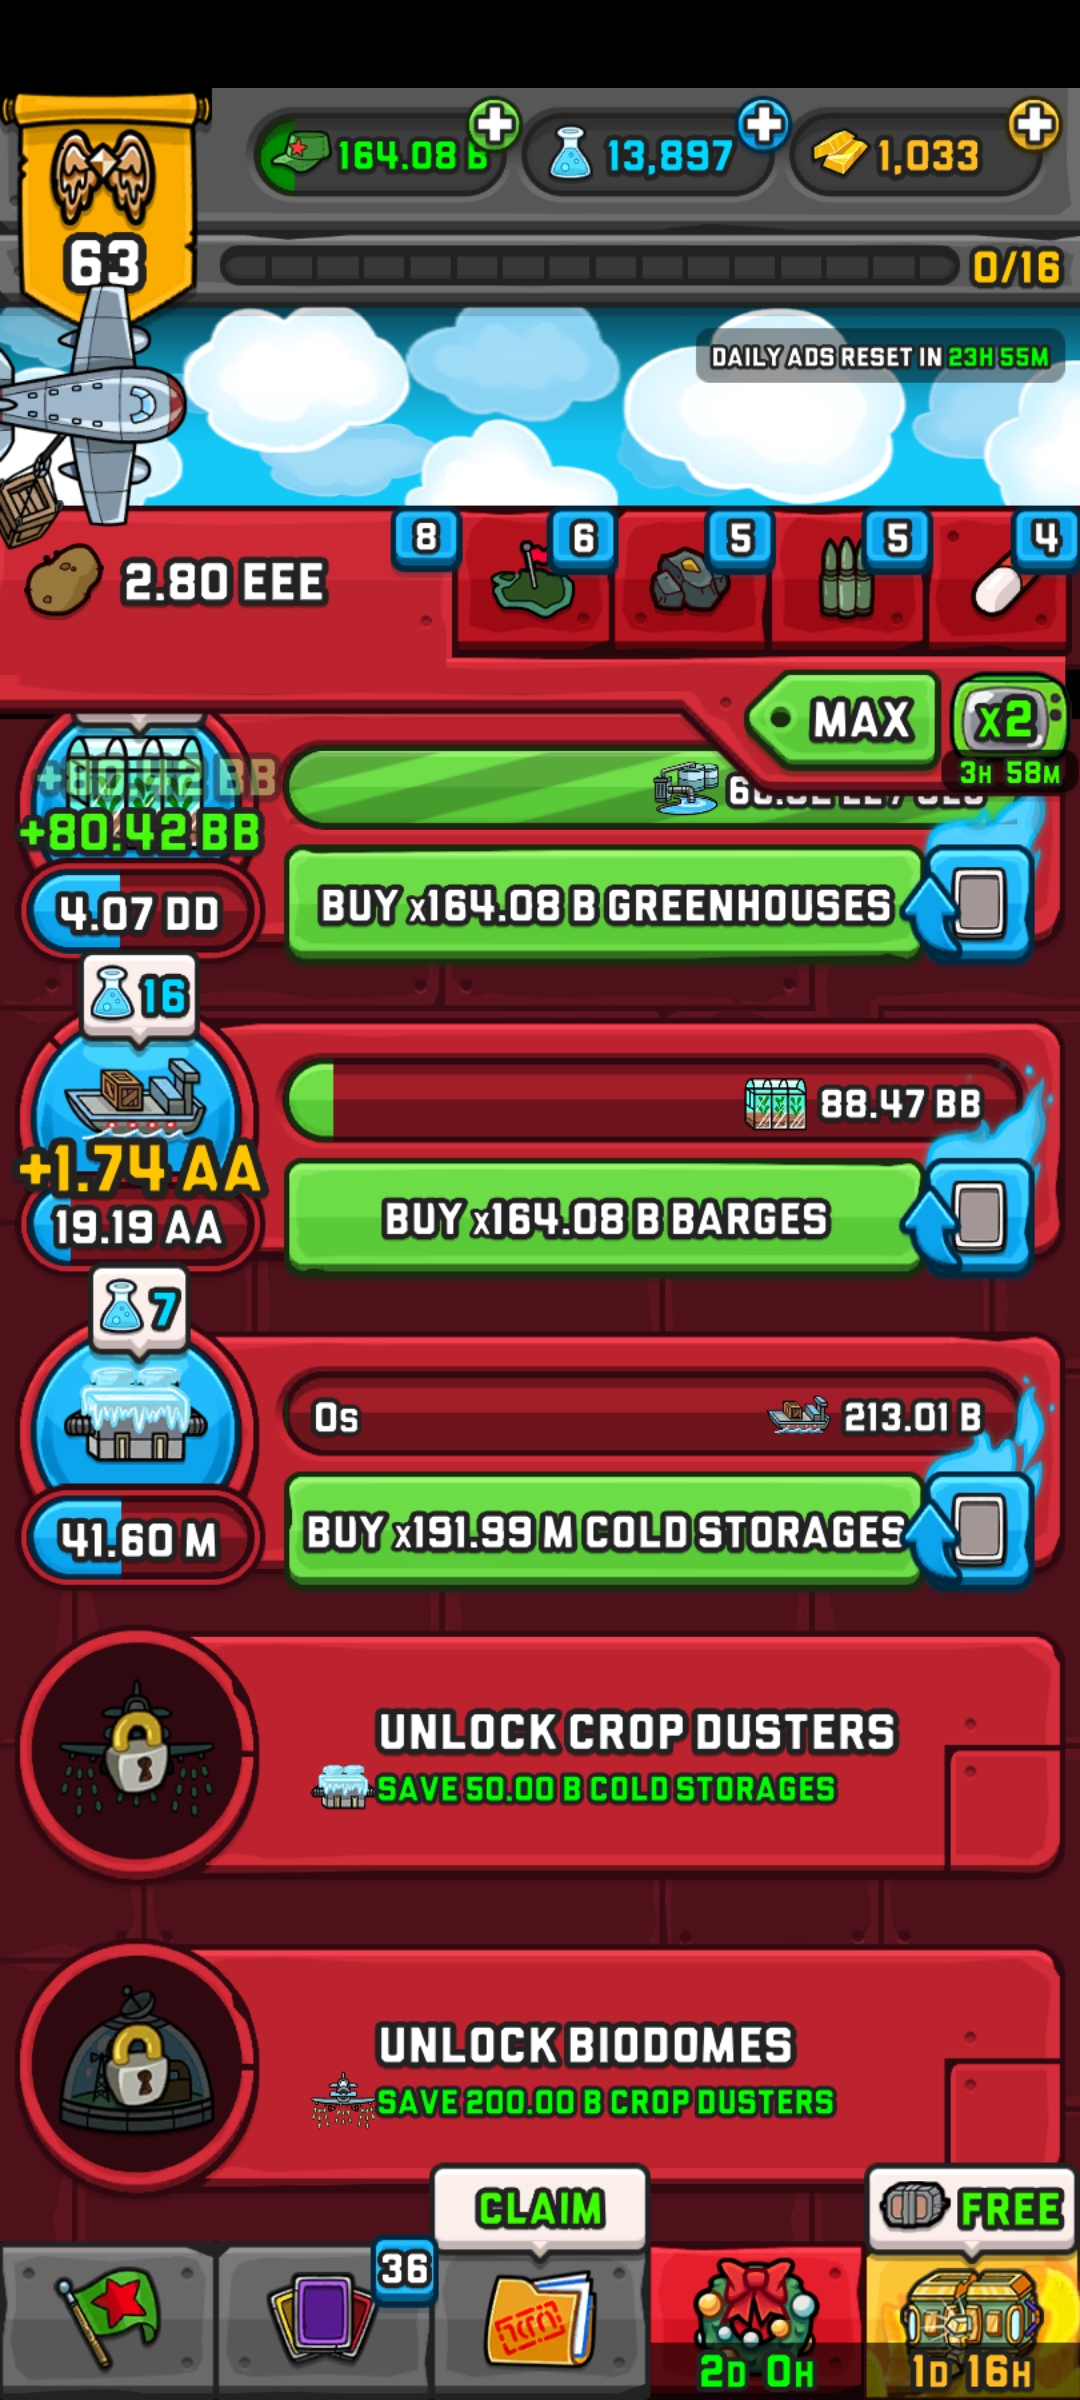 164.08 B
13,897
1,033
63
0/16
DAILY ADS RESET IN 23H 55M
2.80 EEE
8
6
5
5
4
MAX
x2
3H 58M
+80.42 BB
+80.42 BB
4.07 DD
BUY x164.08 B GREENHOUSES
16
+1.74 AA
19.19 AA
88.47 BB
BUY x164.08 B BARGES
7
0s
213.01 B
41.60 M
BUY x191.99 M COLD STORAGES
UNLOCK CROP DUSTERS
SAVE 50.00 B COLD STORAGES
UNLOCK BIODOMES
SAVE 200.00 B CROP DUSTERS
CLAIM
FREE
36
2D 0H
1D 16H